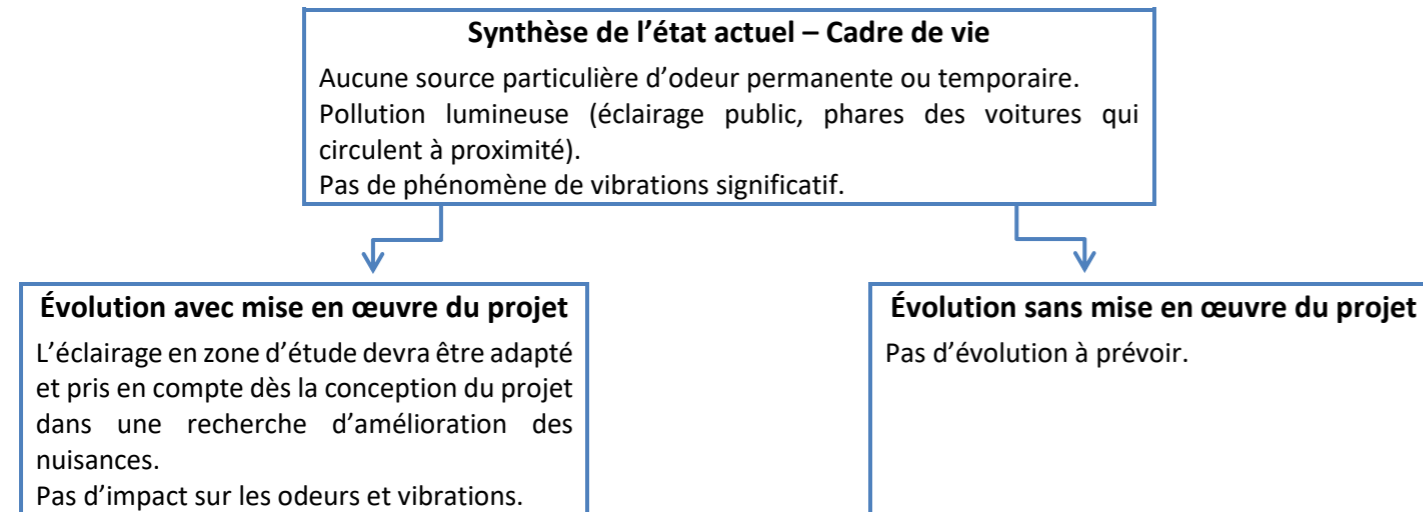 Synthèse de l’état actuel – Cadre de vie
Aucune source particulière d’odeur permanente ou temporaire.
Pollution lumineuse (éclairage public, phares des voitures qui
circulent à proximité).
Pas de phénomène de vibrations significatif.
Évolution avec mise en œuvre du projet
L’éclairage en zone d’étude devra être adapté
et pris en compte dès la conception du projet
dans une recherche d’amélioration des
nuisances.
Pas d’impact sur les odeurs et vibrations.
Évolution sans mise en œuvre du projet
Pas d’évolution à prévoir.